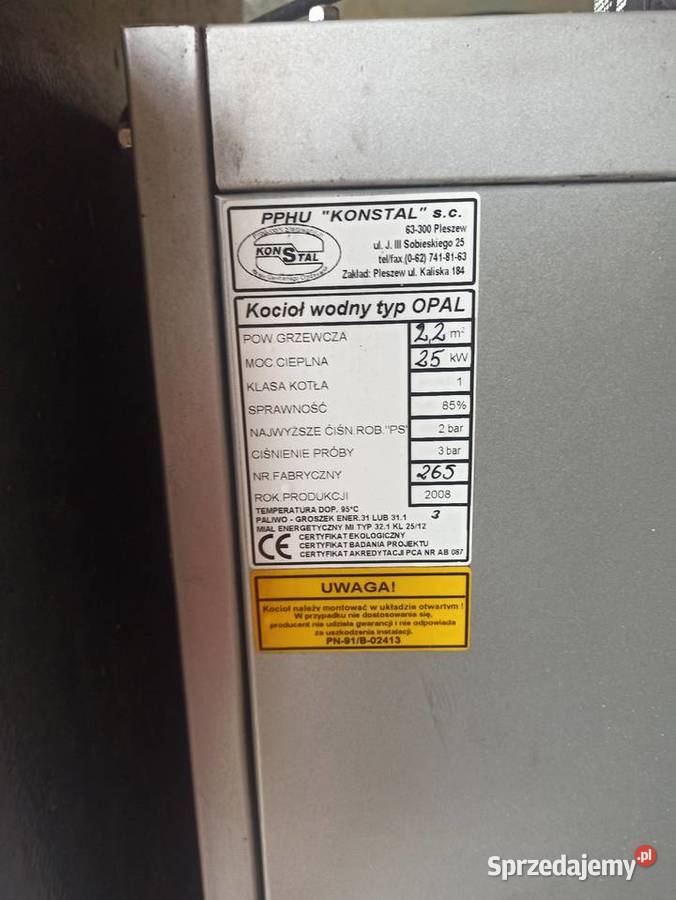 PPHU "KONSTAL" s.c.
63-300 Pleszew
ul. J. III Sobieskiego 25
tel/fax (0-62) 741-81-63
Zakład: Pleszew ul. Kaliska 184
KONSTAL
Kocioł wodny typ OPAL
POW.GRZEWCZA 2,2 m²
MOC CIEPLNA 25 kW
KLASA KOTŁA 1
SPRAWNOŚĆ 85%
NAJWYŻSZE CIŚN.ROB."PS" 2 bar
CIŚNIENIE PRÓBY 3 bar
NR.FABRYCZNY 265
ROK PRODUKCJI 2008
3
TEMPERATURA DOP. 95°C
PALIWO - GROSZEK ENER.31 LUB 31.1
MIAŁ ENERGETYCZNY MI TYP 32.1 KL 25/12
CE CERTYFIKAT EKOLOGICZNY
CERTYFIKAT BADANIA PROJEKTU
CERTYFIKAT AKREDYTACJI PCA NR AB 087
UWAGA!
Kocioł należy montować w układzie otwartym !
W przypadku nie dostosowania się,
producent nie udziela gwarancji i nie odpowiada
za uszkodzenia instalacji.
PN-91/B-02413
Sprzedajemy.pl